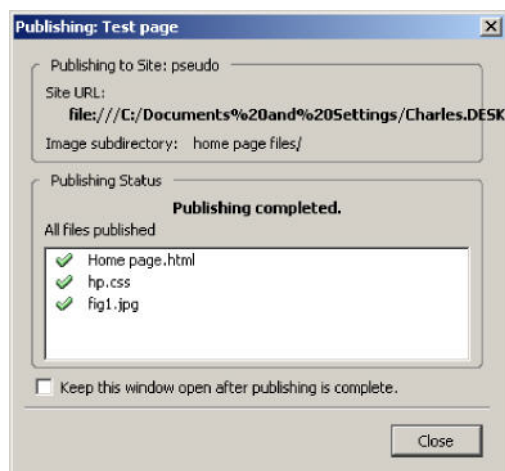 Publishing: Test page
Publishing to Site: pseudo
Site URL:
file:///C:/Documents%20and%20Settings/Charles.DESK
Image subdirectory: home page files/
Publishing Status
Publishing completed.
All files published
Home page.html
hp.css
fig1.jpg
Keep this window open after publishing is complete.
Close